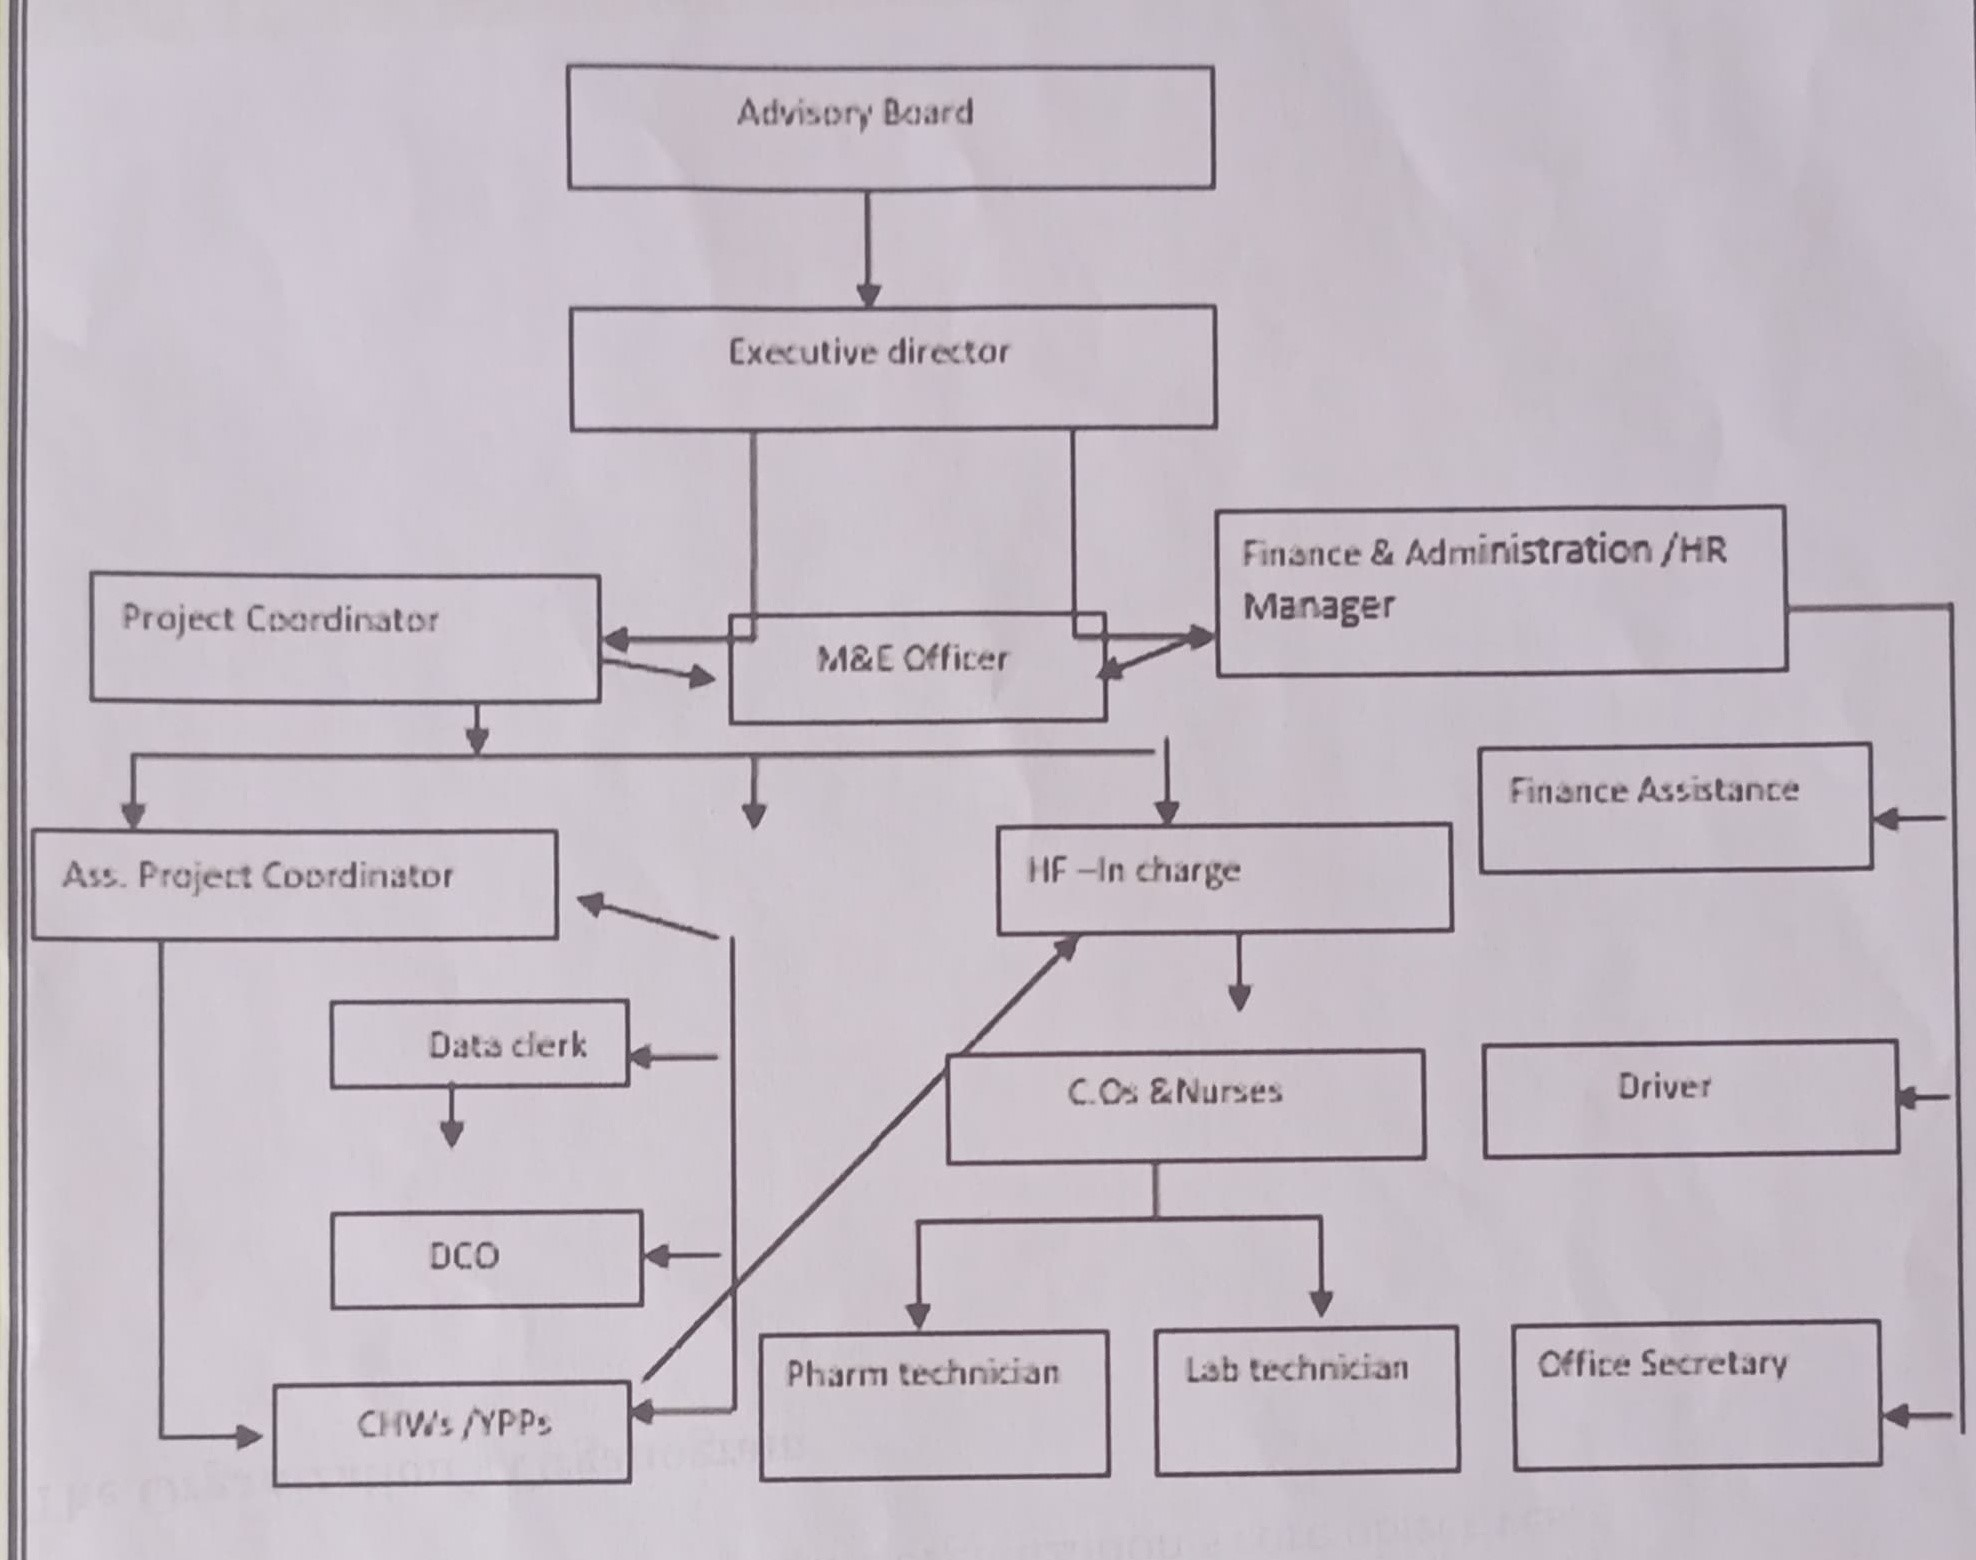 Advisory Board
Executive director
Finance & Administration /HR
Manager
Project Coordinator
M&E Officer
Finance Assistance
Ass. Project Coordinator
HF –In charge
Data clerk
C.Os &Nurses
Driver
DCO
Pharm technician
Lab technician
Office Secretary
CHWs /YPPs